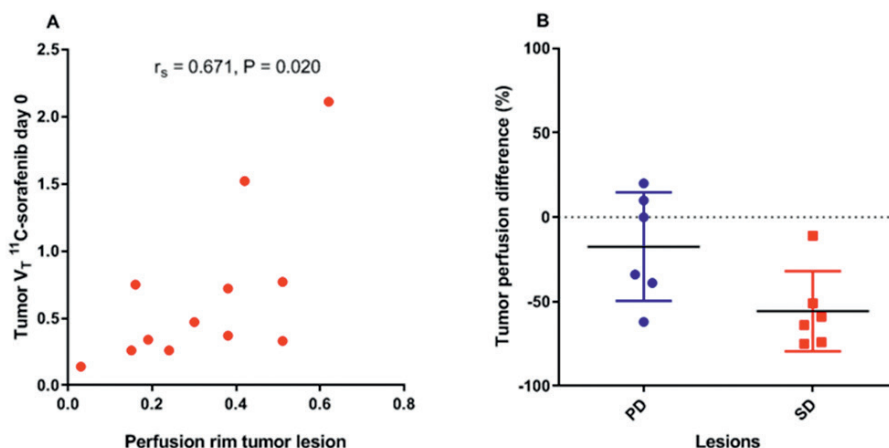 A
r_s = 0.671, P = 0.020
Tumor V_T ^11C-sorafenib day 0
2.5
2.0
1.5
1.0
0.5
0.0
0.0 0.2 0.4 0.6 0.8
Perfusion rim tumor lesion
B
Tumor perfusion difference (%)
100
50
0
-50
-100
PD SD
Lesions